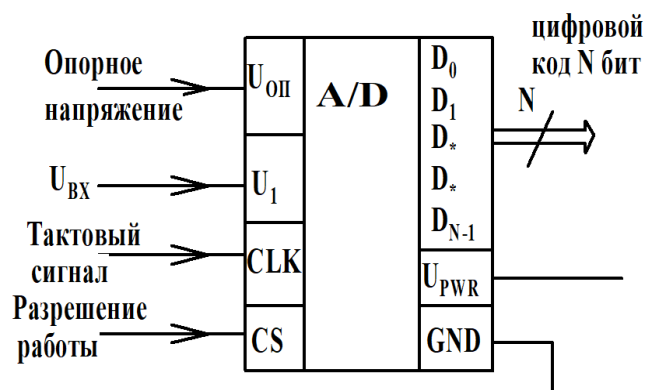 Опорное
напряжение
U_ВХ
Тактовый
сигнал
Разрешение
работы
U_ОП
U_1
CLK
CS
A/D
D_0
D_1
D_*
D_*
D_N-1
U_PWR
GND
цифровой
код N бит
N